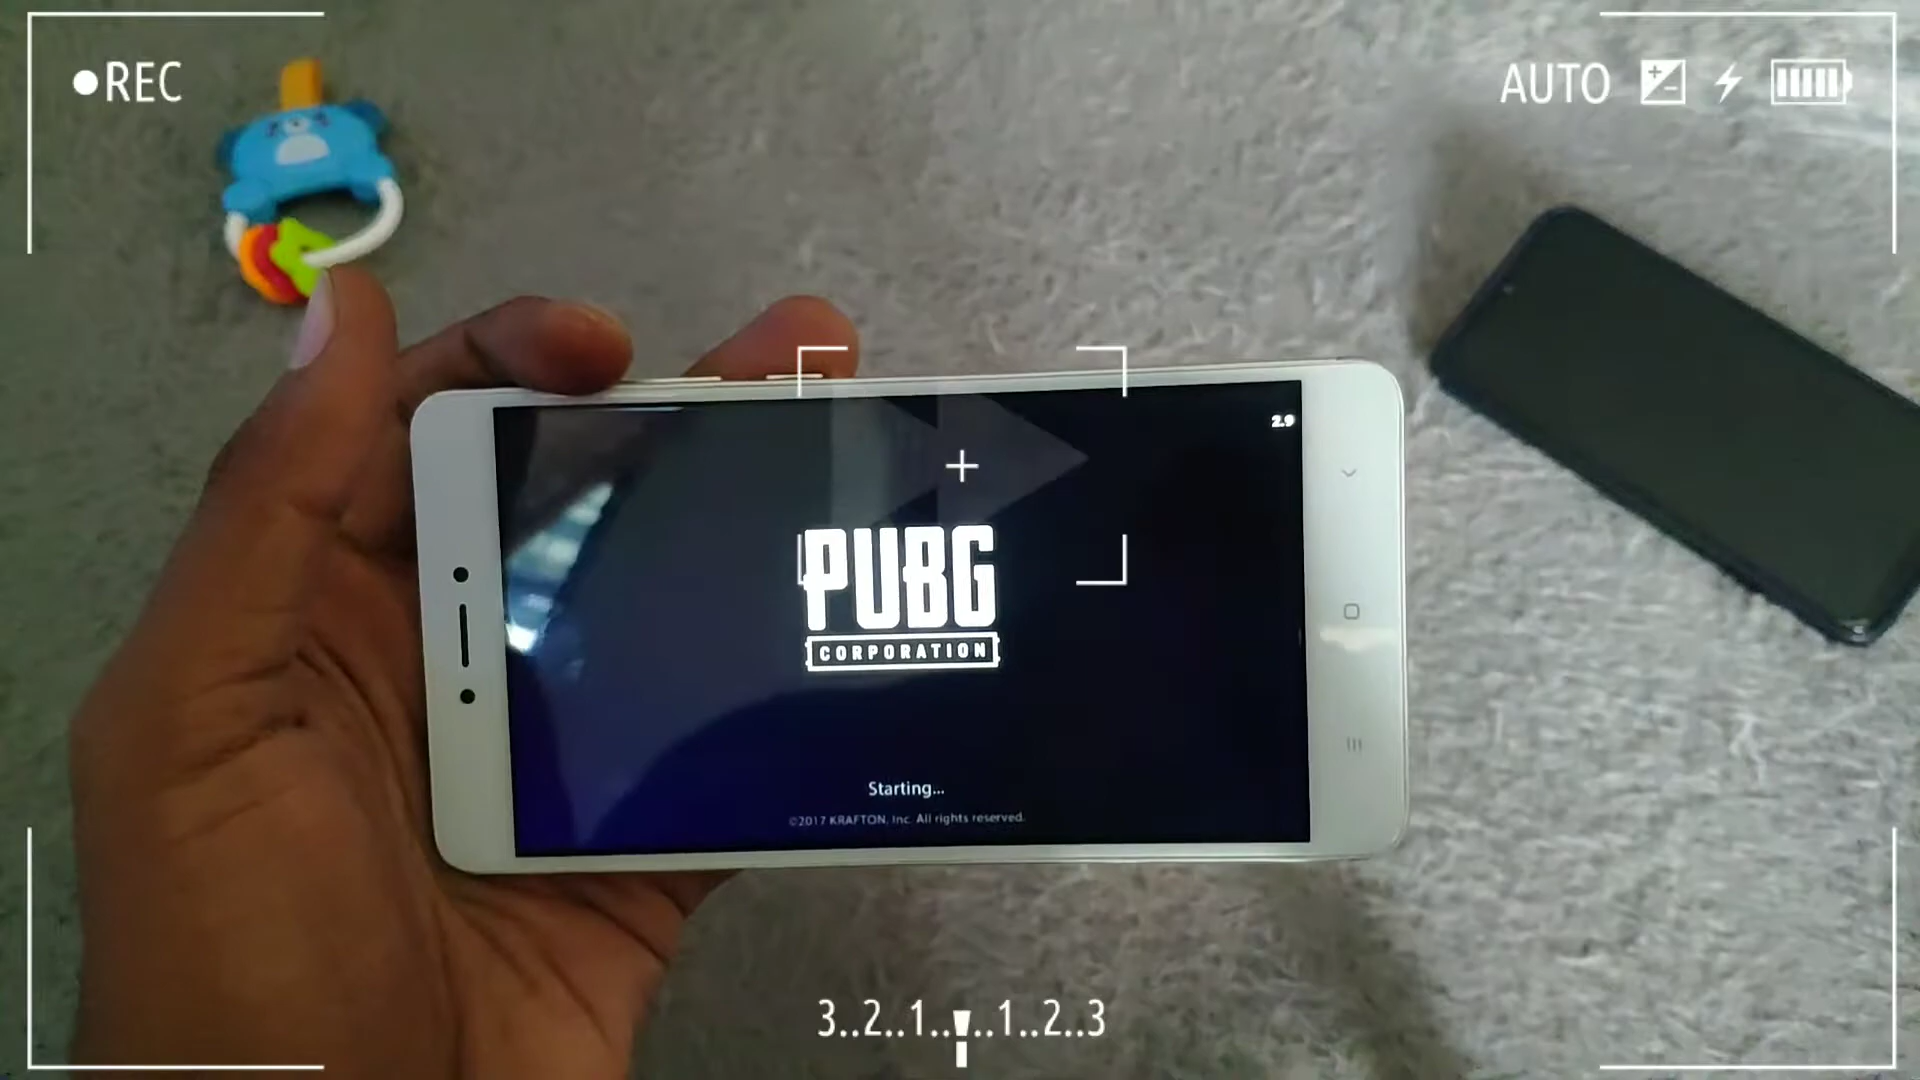 REC
AUTO
2.9
PUBG
CORPORATION
Starting...
©2017 KRAFTON, Inc. All rights reserved.
3..2..1..!..1..2..3